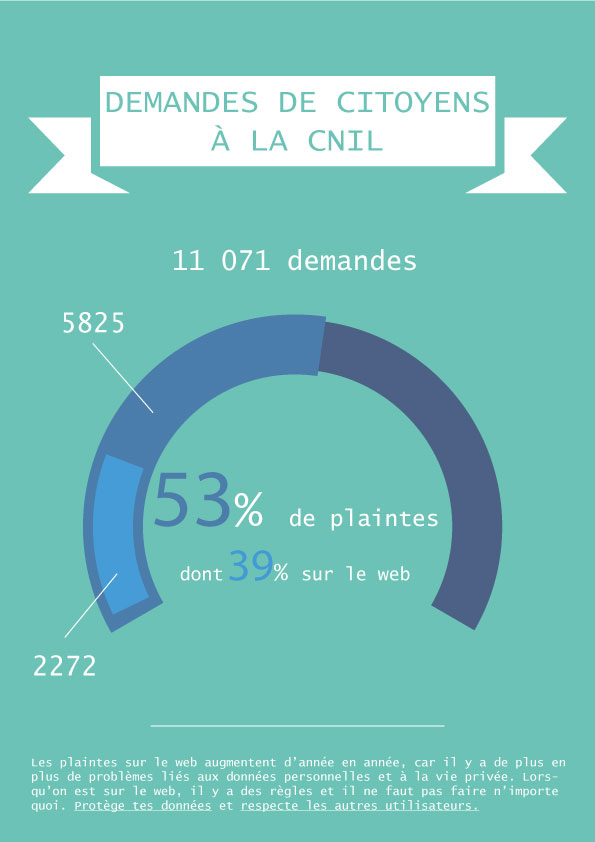 DEMANDES DE CITOYENS
À LA CNIL
11 071 demandes
5825
53% de plaintes
dont 39% sur le web
2272
Les plaintes sur le web augmentent d'année en année, car il y a de plus en
plus de problèmes liés aux données personnelles et à la vie privée. Lors-
qu'on est sur le web, il y a des règles et il ne faut pas faire n'importe
quoi. Protège tes données et respecte les autres utilisateurs.